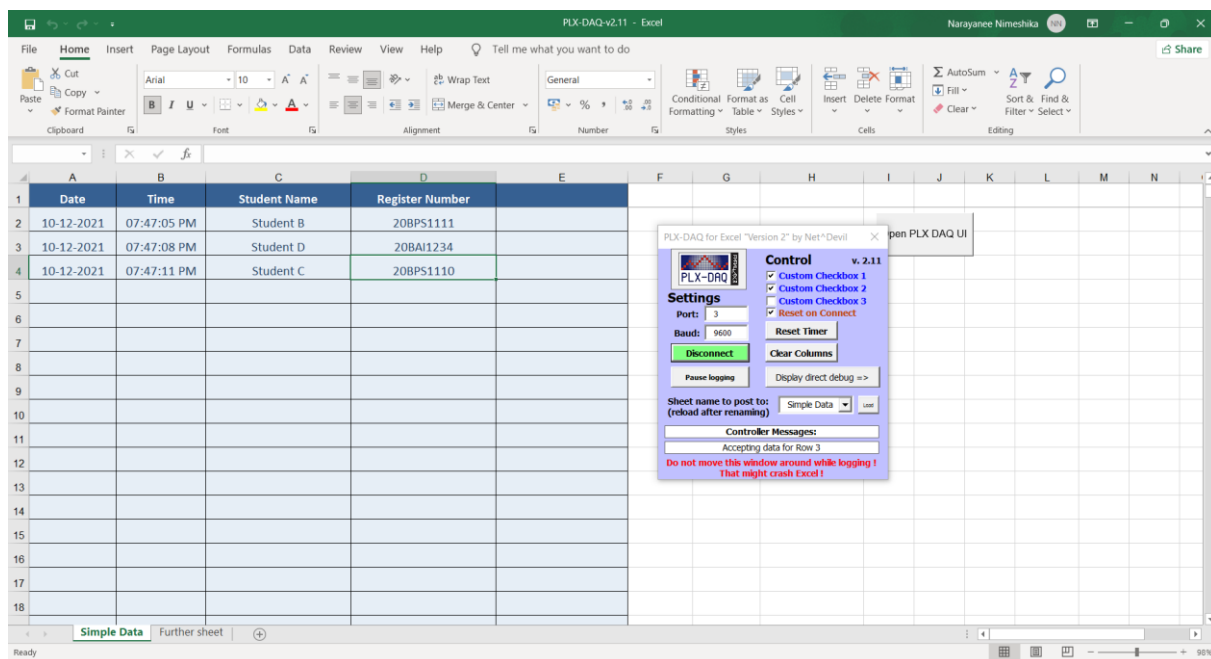 PLX-DAQ-v2.11 - Excel
Narayanee Nimeshika NN
File Home Insert Page Layout Formulas Data Review View Help Tell me what you want to do Share
Paste
Cut
Copy
Format Painter
Clipboard
Arial 10 A A
B I U A
Font
Wrap Text
Merge & Center
Alignment
General
% ,
Number
Conditional Formatting
Format as Table
Cell Styles
Styles
Insert Delete Format
Cells
AutoSum
Fill
Clear
Sort & Filter
Find & Select
Editing
fx
A B C D E F G H I J K L M N
1 Date Time Student Name Register Number
2 10-12-2021 07:47:05 PM Student B 20BPS1111
3 10-12-2021 07:47:08 PM Student D 20BAI1234
4 10-12-2021 07:47:11 PM Student C 20BPS1110
5
6
7
8
9
10
11
12
13
14
15
16
17
18
pen PLX DAQ UI
PLX-DAQ for Excel "Version 2" by Net^Devil
PLX-DAQ
Control v. 2.11
Custom Checkbox 1
Custom Checkbox 2
Custom Checkbox 3
Reset on Connect
Settings
Port: 3
Baud: 9600
Reset Timer
Disconnect
Clear Columns
Pause logging
Display direct debug =>
Sheet name to post to:
(reload after renaming)
Simple Data
Load
Controller Messages:
Accepting data for Row 3
Do not move this window around while logging !
That might crash Excel !
Simple Data Further sheet
Ready
98%